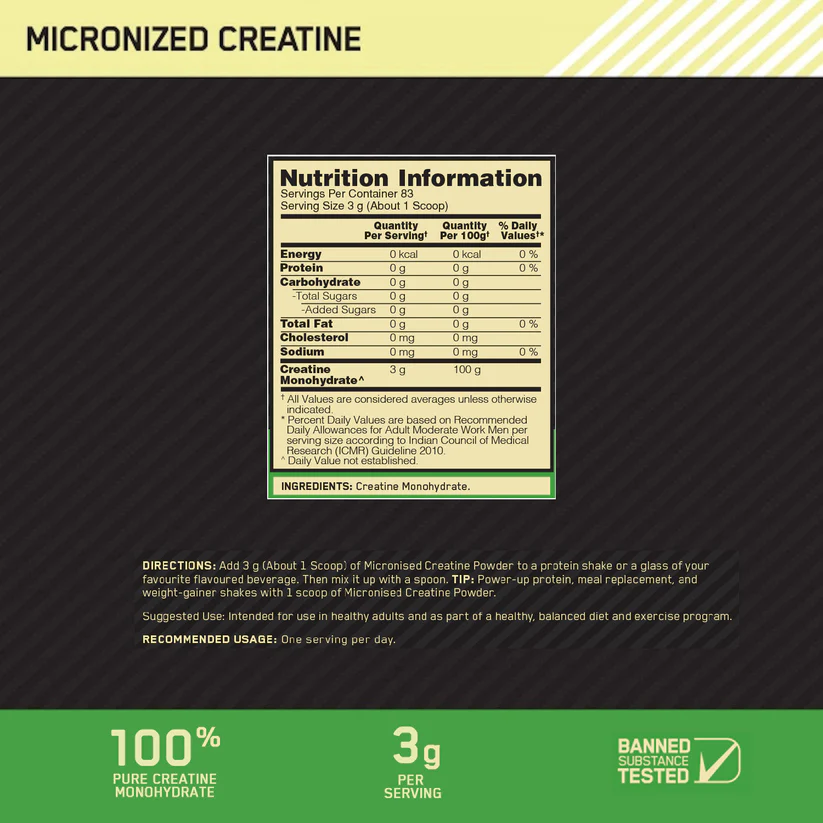 MICRONIZED CREATINE
Nutrition Information
Servings Per Container 83
Serving Size 3 g (About 1 Scoop)
Quantity Per Serving† Quantity Per 100g† % Daily Values†*
Energy 0 kcal 0 kcal 0 %
Protein 0 g 0 g 0 %
Carbohydrate 0 g 0 g
-Total Sugars 0 g 0 g
-Added Sugars 0 g 0 g
Total Fat 0 g 0 g 0 %
Cholesterol 0 mg 0 mg
Sodium 0 mg 0 mg 0 %
Creatine 3 g 100 g
Monohydrate^
† All Values are considered averages unless otherwise
indicated.
* Percent Daily Values are based on Recommended
Daily Allowances for Adult Moderate Work Men per
serving size according to Indian Council of Medical
Research (ICMR) Guideline 2010.
^ Daily Value not established.
INGREDIENTS: Creatine Monohydrate.
DIRECTIONS: Add 3 g (About 1 Scoop) of Micronised Creatine Powder to a protein shake or a glass of your
favourite flavoured beverage. Then mix it up with a spoon. TIP: Power-up protein, meal replacement, and
weight-gainer shakes with 1 scoop of Micronised Creatine Powder.
Suggested Use: Intended for use in healthy adults and as part of a healthy, balanced diet and exercise program.
RECOMMENDED USAGE: One serving per day.
100%
PURE CREATINE
MONOHYDRATE
3g
PER
SERVING
BANNED
SUBSTANCE
TESTED